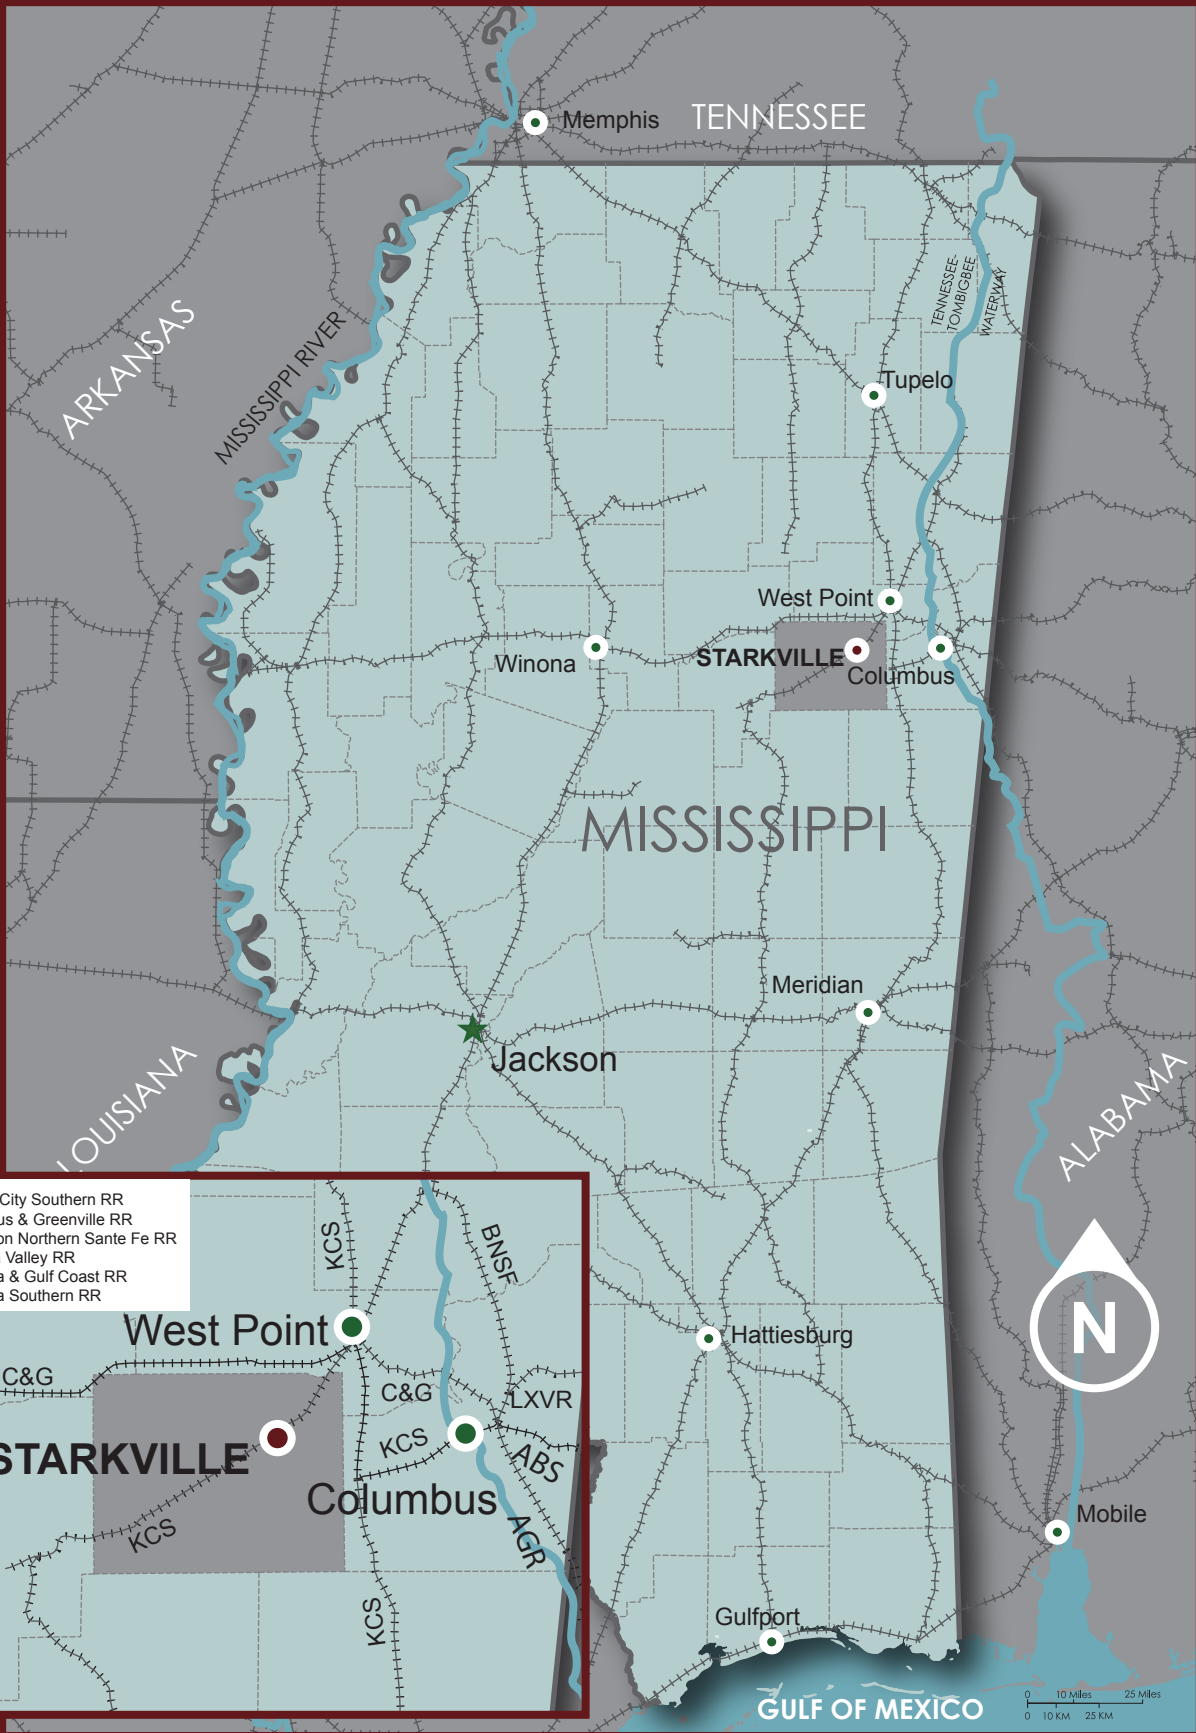 Memphis
TENNESSEE
ARKANSAS
MISSISSIPPI RIVER
TENNESSEE-
TOMBIGBEE
WATERWAY
Tupelo
West Point
Winona
STARKVILLE
Columbus
MISSISSIPPI
Meridian
Jackson
LOUISIANA
ALABAMA
City Southern RR
us & Greenville RR
on Northern Sante Fe RR
Valley RR
a & Gulf Coast RR
a Southern RR
KCS
BNSF
West Point
C&G
C&G
LXVR
KCS
ABS
STARKVILLE
Columbus
KCS
AGR
KCS
N
Hattiesburg
Mobile
Gulfport
GULF OF MEXICO
0 10 Miles 25 Miles
0 10 KM 25 KM